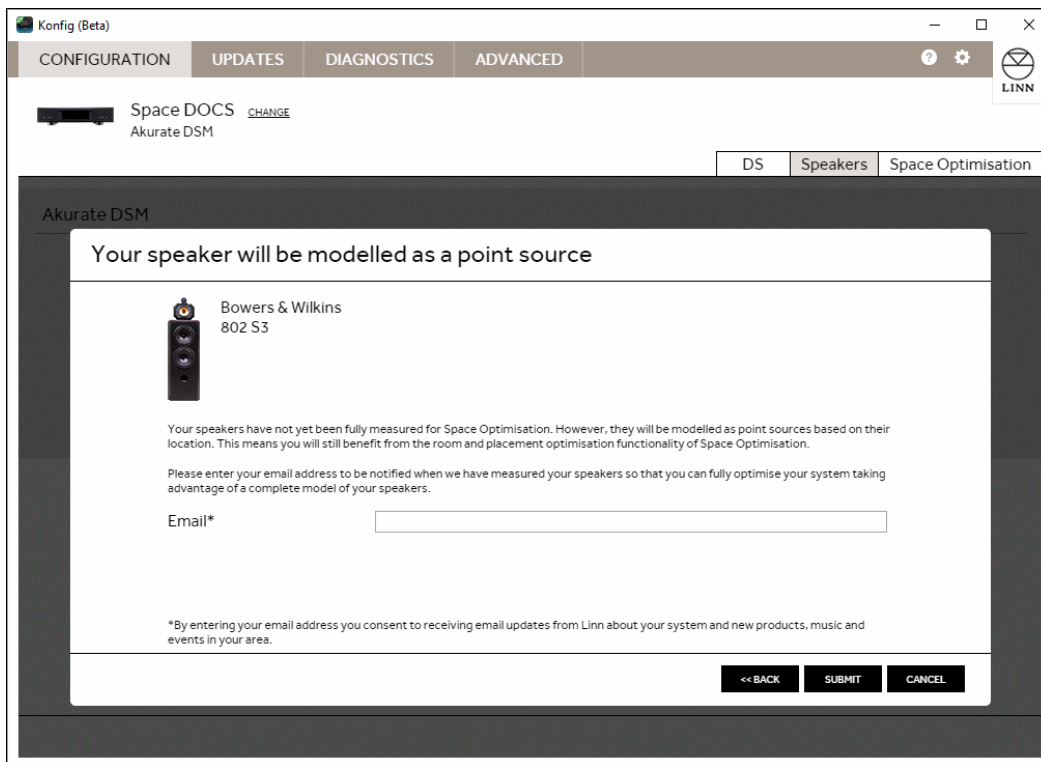 Konfig (Beta)
CONFIGURATION UPDATES DIAGNOSTICS ADVANCED ?
LINN
Space DOCS CHANGE
Akurate DSM
DS Speakers Space Optimisation
Akurate DSM
Your speaker will be modelled as a point source
Bowers & Wilkins
802 S3
Your speakers have not yet been fully measured for Space Optimisation. However, they will be modelled as point sources based on their
location. This means you will still benefit from the room and placement optimisation functionality of Space Optimisation.
Please enter your email address to be notified when we have measured your speakers so that you can fully optimise your system taking
advantage of a complete model of your speakers.
Email*
*By entering your email address you consent to receiving email updates from Linn about your system and new products, music and
events in your area.
<< BACK SUBMIT CANCEL